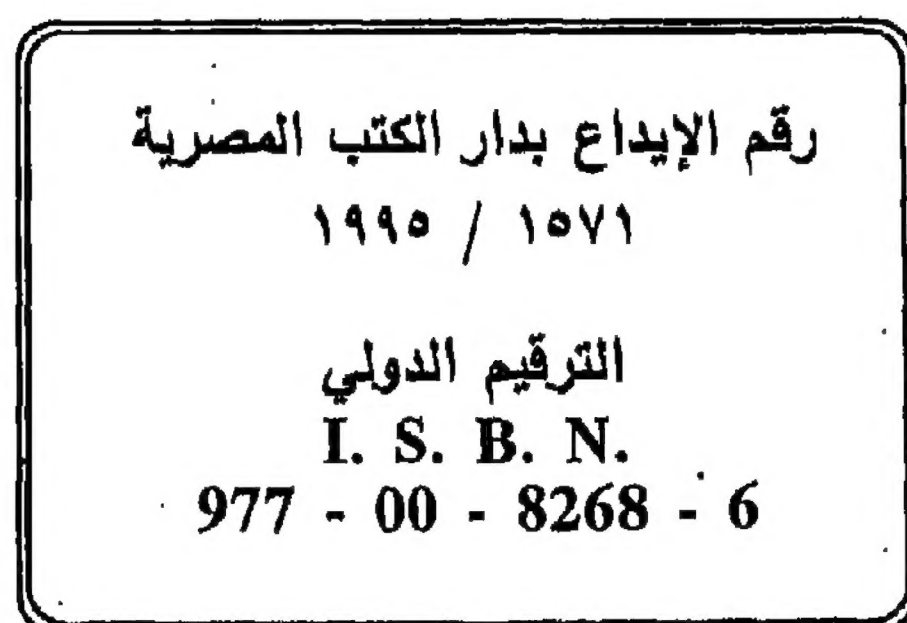 رقم الإيداع بدار الكتب المصرية
١٩٩٥ / ١٥٧١
الترقيم الدولي
I. S. B. N.
977 - 00 - 8268 - 6